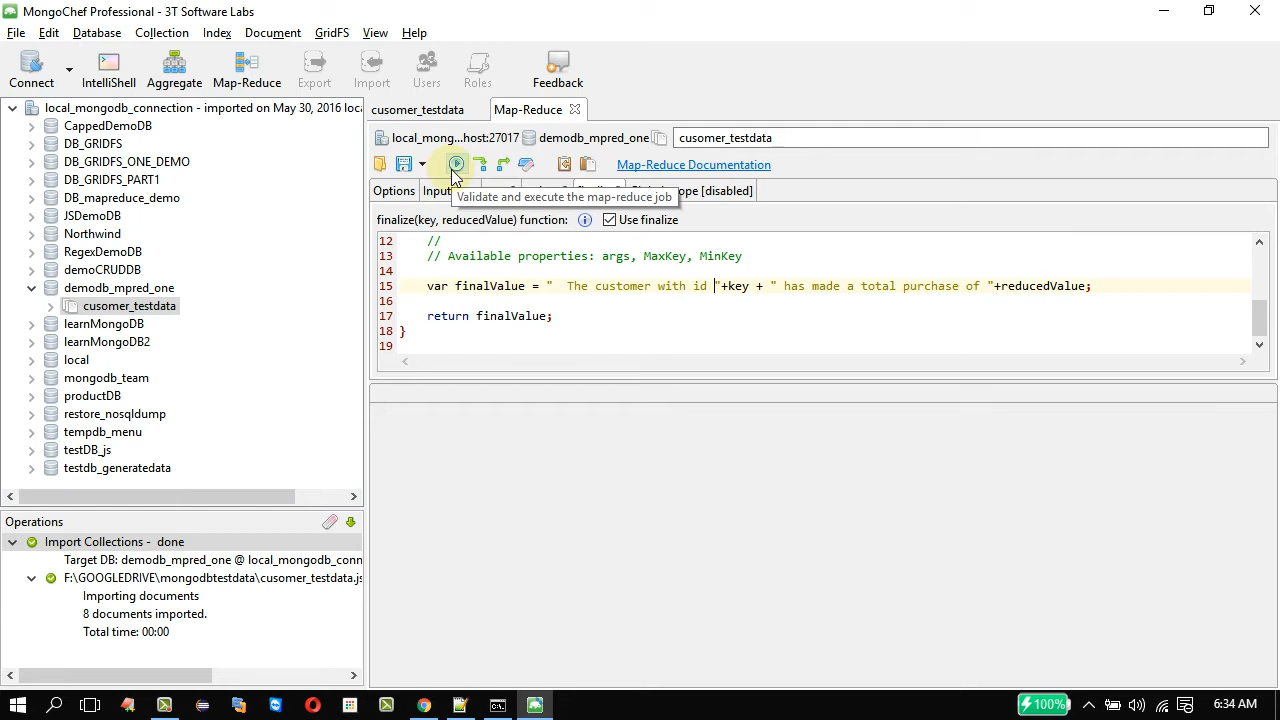 MongoChef Professional - 3T Software Labs
File Edit Database Collection Index Document GridFS View Help
Connect IntelliShell Aggregate Map-Reduce Export Import Users Roles Feedback
local_mongodb_connection - imported on May 30, 2016 loc
CappedDemoDB
DB_GRIDFS
DB_GRIDFS_ONE_DEMO
DB_GRIDFS_PART1
DB_mapreduce_demo
JSDemoDB
Northwind
RegexDemoDB
demoCRUDDB
demodb_mpred_one
cusomer_testdata
learnMongoDB
learnMongoDB2
local
mongodb_team
productDB
restore_nosqldump
tempdb_menu
testDB_js
testdb_generatedata
Operations
Import Collections - done
Target DB: demodb_mpred_one @ local_mongodb_conn
F:\GOOGLEDRIVE\mongodbtestdata\cusomer_testdata.js
Importing documents
8 documents imported.
Total time: 00:00
cusomer_testdata Map-Reduce
local_mong...host:27017 demodb_mpred_one cusomer_testdata
Map-Reduce Documentation
Options Input [disabled]
Validate and execute the map-reduce job
finalize(key, reducedValue) function: Use finalize
12 //
13 // Available properties: args, MaxKey, MinKey
14
15 var finalValue = "  The customer with id "+key + " has made a total purchase of "+reducedValue;
16
17 return finalValue;
18 }
19
100% 6:34 AM